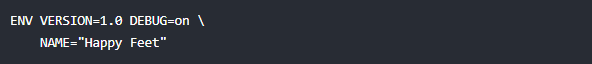 ENV VERSION=1.0 DEBUG=on \
    NAME="Happy Feet"